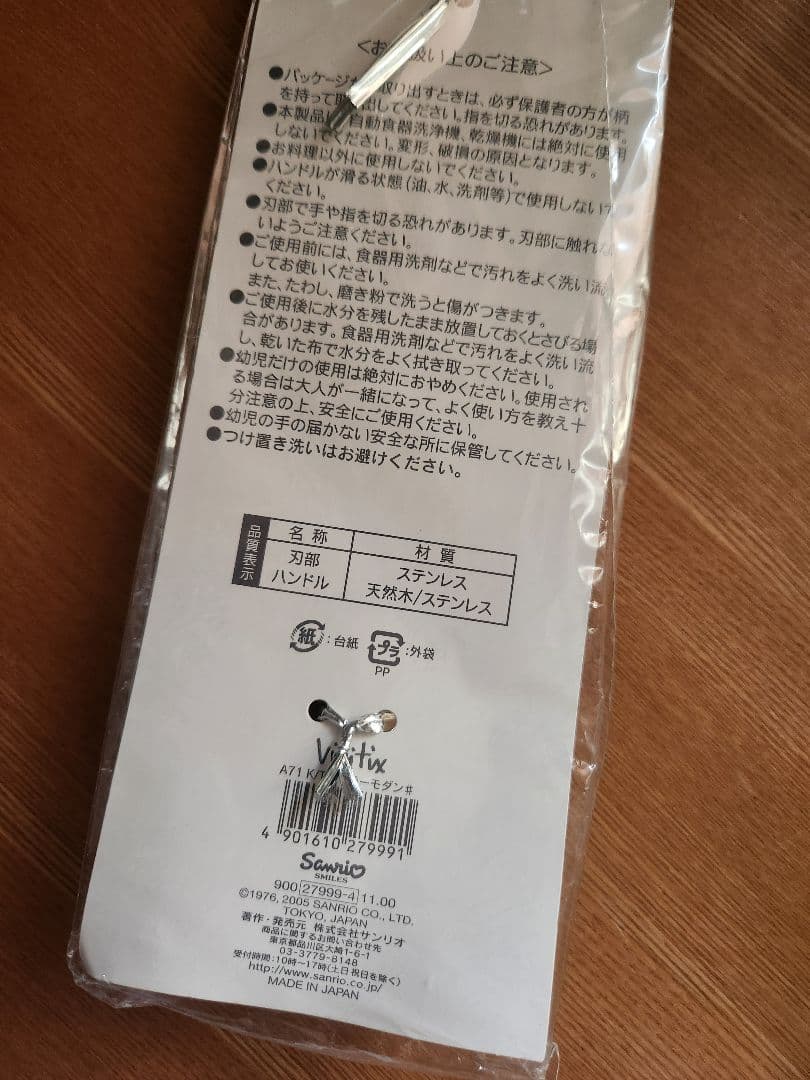 <お 扱い上のご注意>
●パッケージ 取り出すときは、必ず保護者の方が柄
を持って取 出してください。指を切る恐れがあります。
●本製品 自動食器洗浄機、乾燥機には絶対に使用
しないでください。変形、破損の原因となります。
●お料理以外に使用しないでください。
●ハンドルが滑る状態(油、水、洗剤等)で使用しないで
ください。
●刃部で手や指を切る恐れがあります。刃部に触れな
いようご注意ください。
●ご使用前には、食器用洗剤などで汚れをよく洗い流
してお使いください。
また、たわし、磨き粉で洗うと傷がつきます。
●ご使用後に水分を残したまま放置しておくとさびる場
合があります。食器用洗剤などで汚れをよく洗い流
し、乾いた布で水分をよく拭き取ってください。
●幼児だけの使用は絶対におやめください。使用され
る場合は大人が一緒になって、よく使い方を教え十
分注意の上、安全にご使用ください。
●幼児の手の届かない安全な所に保管してください。
●つけ置き洗いはお避けください。
品質表示
名称 材質
刃部 ステンレス
ハンドル 天然木/ステンレス
紙:台紙 プラ:外袋
PP
Vititix
A71 K/ ーモダン#
4 901610 279991
Sanrio
SMILES
900 27999-4 11.00
©1976, 2005 SANRIO CO., LTD.
TOKYO, JAPAN
著作・発売元 株式会社サンリオ
商品に関するお問い合わせ先
東京都品川区大崎1-6-1
03-3779-8148
受付時間:10時~17時(土日祝日を除く)
http://www.sanrio.co.jp/
MADE IN JAPAN